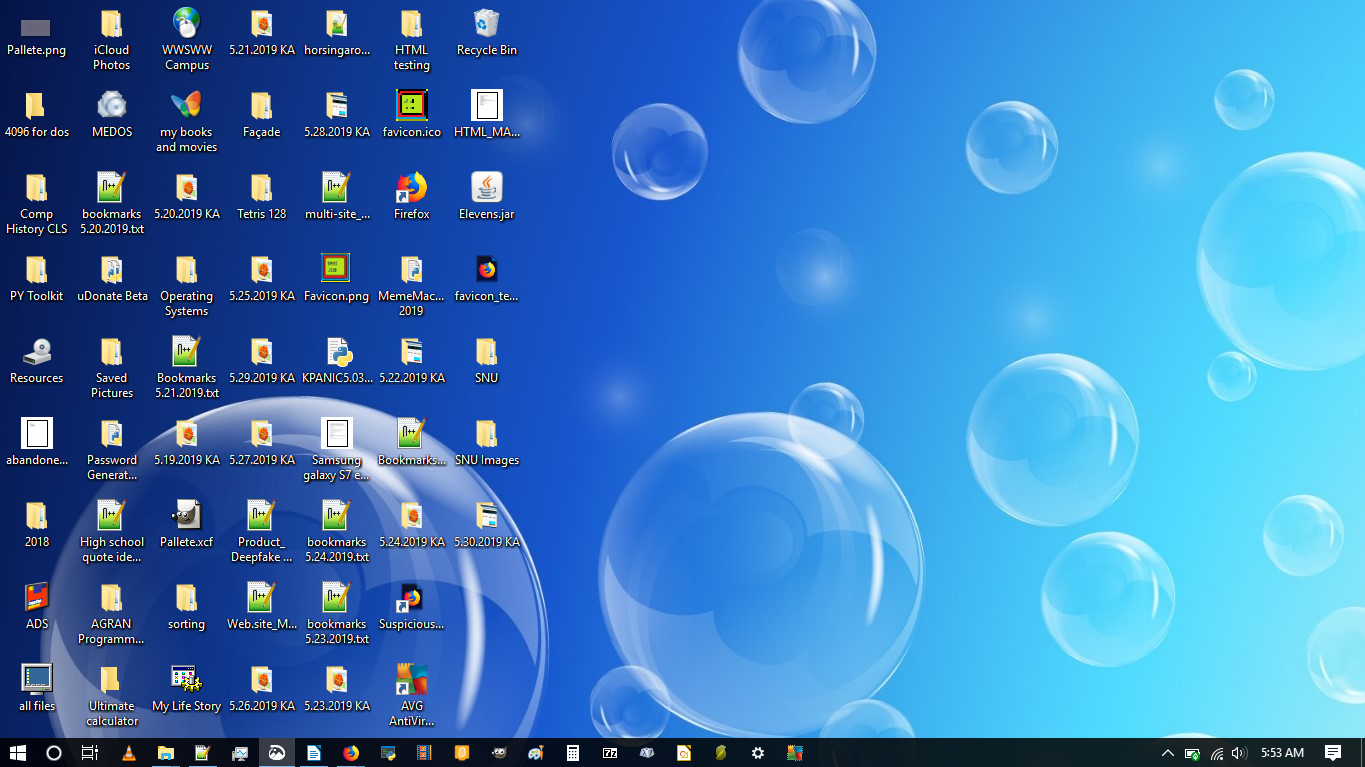 Pallete.png
iCloud
Photos
WWSWW
Campus
5.21.2019 KA
horsingaro...
HTML
testing
Recycle Bin
4096 for dos
MEDOS
my books
and movies
Façade
5.28.2019 KA
favicon.ico
HTML_MA...
Comp
History CLS
bookmarks
5.20.2019.txt
5.20.2019 KA
Tetris 128
multi-site_...
Firefox
Elevens.jar
PY Toolkit
uDonate Beta
Operating
Systems
5.25.2019 KA
Favicon.png
MemeMac...
2019
favicon_te...
Resources
Saved
Pictures
Bookmarks
5.21.2019.txt
5.29.2019 KA
KPANIC5.03...
5.22.2019 KA
SNU
abandone...
Password
Generat...
5.19.2019 KA
5.27.2019 KA
Samsung
galaxy S7 e...
Bookmarks...
SNU Images
2018
High school
quote ide...
Pallete.xcf
Product_
Deepfake ...
bookmarks
5.24.2019.txt
5.24.2019 KA
5.30.2019 KA
ADS
AGRAN
Programm...
sorting
Web.site_M...
bookmarks
5.23.2019.txt
Suspicious...
all files
Ultimate
calculator
My Life Story
5.26.2019 KA
5.23.2019 KA
AVG
AntiVir...
5:53 AM